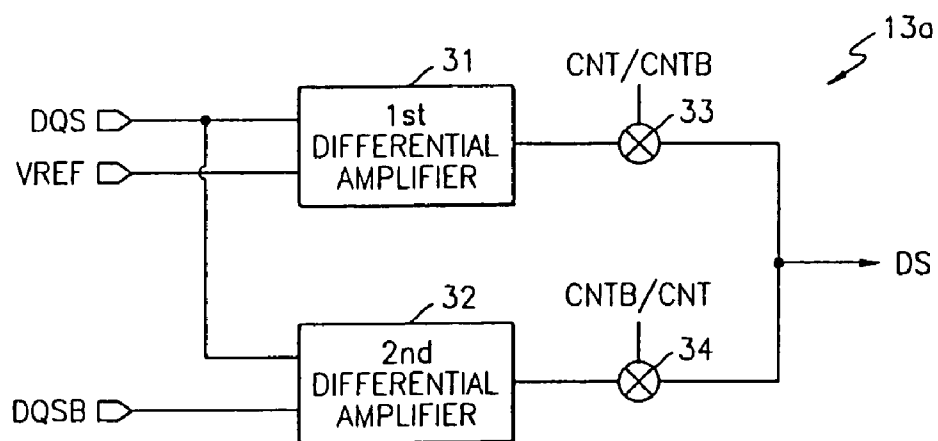 13a
31
CNT/CNTB
DQS
1st
DIFFERENTIAL
AMPLIFIER
33
VREF
DS
32
CNTB/CNT
2nd
DIFFERENTIAL
AMPLIFIER
34
DQSB